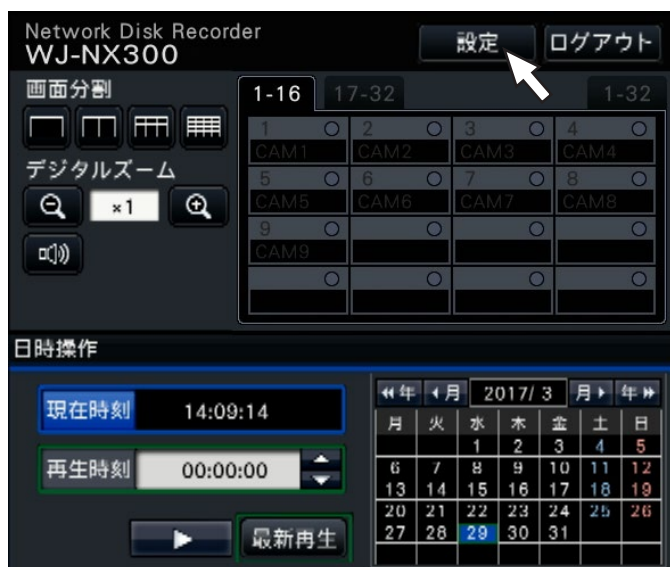 Network Disk Recorder
WJ-NX300
設定 ログアウト
画面分割
1-16 17-32 1-32
1 2 3 4
CAM1 CAM2 CAM3 CAM4
デジタルズーム
5 6 7 8
CAM5 CAM6 CAM7 CAM8
×1
9
CAM9
日時操作
年 月 2017/ 3 月 年
現在時刻 14:09:14
月 火 水 木 金 土 日
1 2 3 4 5
再生時刻 00:00:00
6 7 8 9 10 11 12
13 14 15 16 17 18 19
20 21 22 23 24 25 26
最新再生
27 28 29 30 31